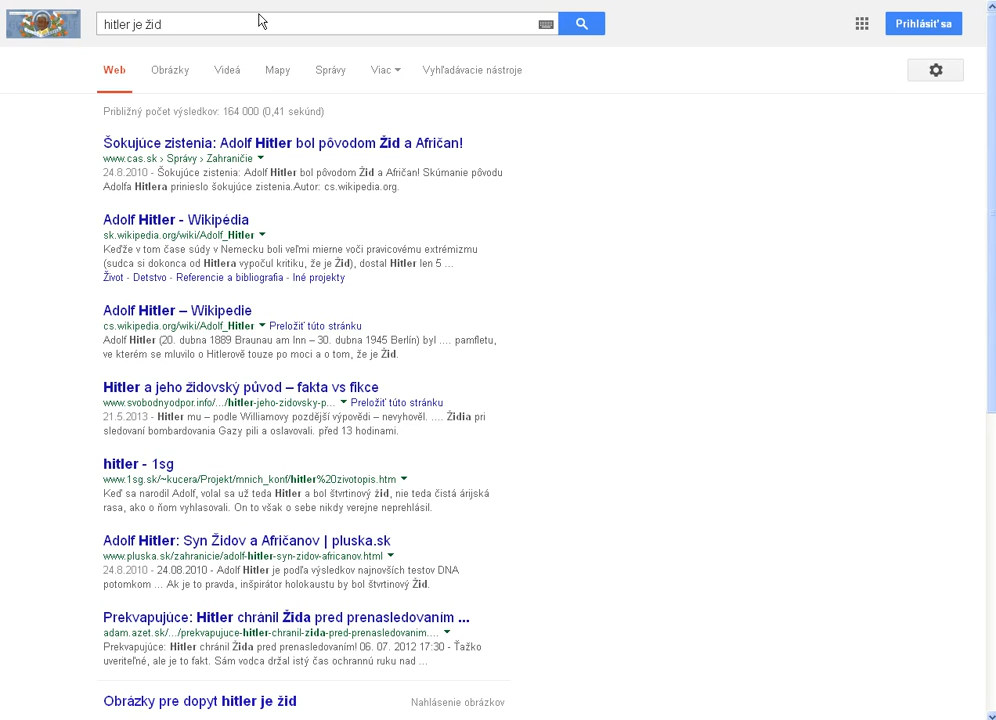 hitler je žid
Prihlásiť sa
Web Obrázky Videá Mapy Správy Viac Vyhľadávacie nástroje
Približný počet výsledkov: 164 000 (0,41 sekúnd)
Šokujúce zistenia: Adolf Hitler bol pôvodom Žid a Afričan!
www.cas.sk › Správy › Zahraničie
24.8.2010 - Šokujúce zistenia: Adolf Hitler bol pôvodom Žid a Afričan! Skúmanie pôvodu
Adolfa Hitlera prinieslo šokujúce zistenia.Autor: cs.wikipedia.org.
Adolf Hitler - Wikipédia
sk.wikipedia.org/wiki/Adolf_Hitler
Keďže v tom čase súdy v Nemecku boli veľmi mierne voči pravicovému extrémizmu
(sudca si dokonca od Hitlera vypočul kritiku, že je Žid), dostal Hitler len 5 ...
Život - Detstvo - Referencie a bibliografia - Iné projekty
Adolf Hitler – Wikipedie
cs.wikipedia.org/wiki/Adolf_Hitler Preložiť túto stránku
Adolf Hitler (20. dubna 1889 Braunau am Inn – 30. dubna 1945 Berlín) byl .... pamfletu,
ve kterém se mluvilo o Hitlerově touze po moci a o tom, že je Žid.
Hitler a jeho židovský původ – fakta vs fikce
www.svobodnyodpor.info/.../hitler-jeho-zidovsky-p... Preložiť túto stránku
21.5.2013 - Hitler mu – podle Williamovy pozdější výpovědi – nevyhověl. .... Židia pri
sledovaní bombardovania Gazy pili a oslavovali. před 13 hodinami.
hitler - 1sg
www.1sg.sk/~kucera/Projekt/mnich_konf/hitler%20zivotopis.htm
Keď sa narodil Adolf, volal sa už teda Hitler a bol štvrtinový žid, nie teda čistá árijská
rasa, ako o ňom vyhlasovali. On to však o sebe nikdy verejne neprehlásil.
Adolf Hitler: Syn Židov a Afričanov | pluska.sk
www.pluska.sk/zahranicie/adolf-hitler-syn-zidov-africanov.html
24.8.2010 - 24.08.2010 - Adolf Hitler je podľa výsledkov najnovších testov DNA
potomkom ... Ak je to pravda, inšpirátor holokaustu by bol štvrtinový Žid.
Prekvapujúce: Hitler chránil Žida pred prenasledovaním ...
adam.azet.sk/.../prekvapujuce-hitler-chranil-zida-pred-prenasledovanim....
Prekvapujúce: Hitler chránil Žida pred prenasledovaním! 06. 07. 2012 17:30 - Ťažko
uveriteľné, ale je to fakt. Sám vodca držal istý čas ochrannú ruku nad ...
Obrázky pre dopyt hitler je žid Nahlásenie obrázkov